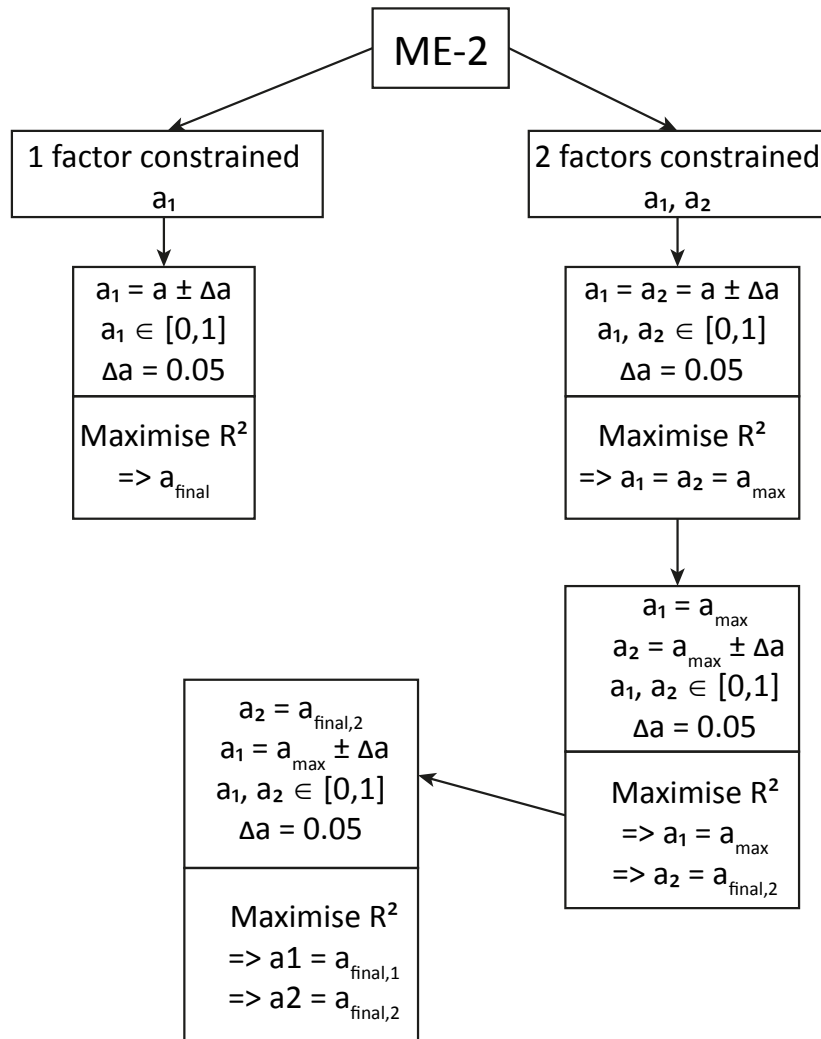 ME-2
1 factor constrained
a₁
2 factors constrained
a₁, a₂
a₁ = a ± Δa
a₁ ∈ [0,1]
Δa = 0.05
Maximise R²
=> a_final
a₁ = a₂ = a ± Δa
a₁, a₂ ∈ [0,1]
Δa = 0.05
Maximise R²
=> a₁ = a₂ = a_max
a₁ = a_max
a₂ = a_max ± Δa
a₁, a₂ ∈ [0,1]
Δa = 0.05
Maximise R²
=> a₁ = a_max
=> a₂ = a_final,2
a₂ = a_final,2
a₁ = a_max ± Δa
a₁, a₂ ∈ [0,1]
Δa = 0.05
Maximise R²
=> a1 = a_final,1
=> a2 = a_final,2